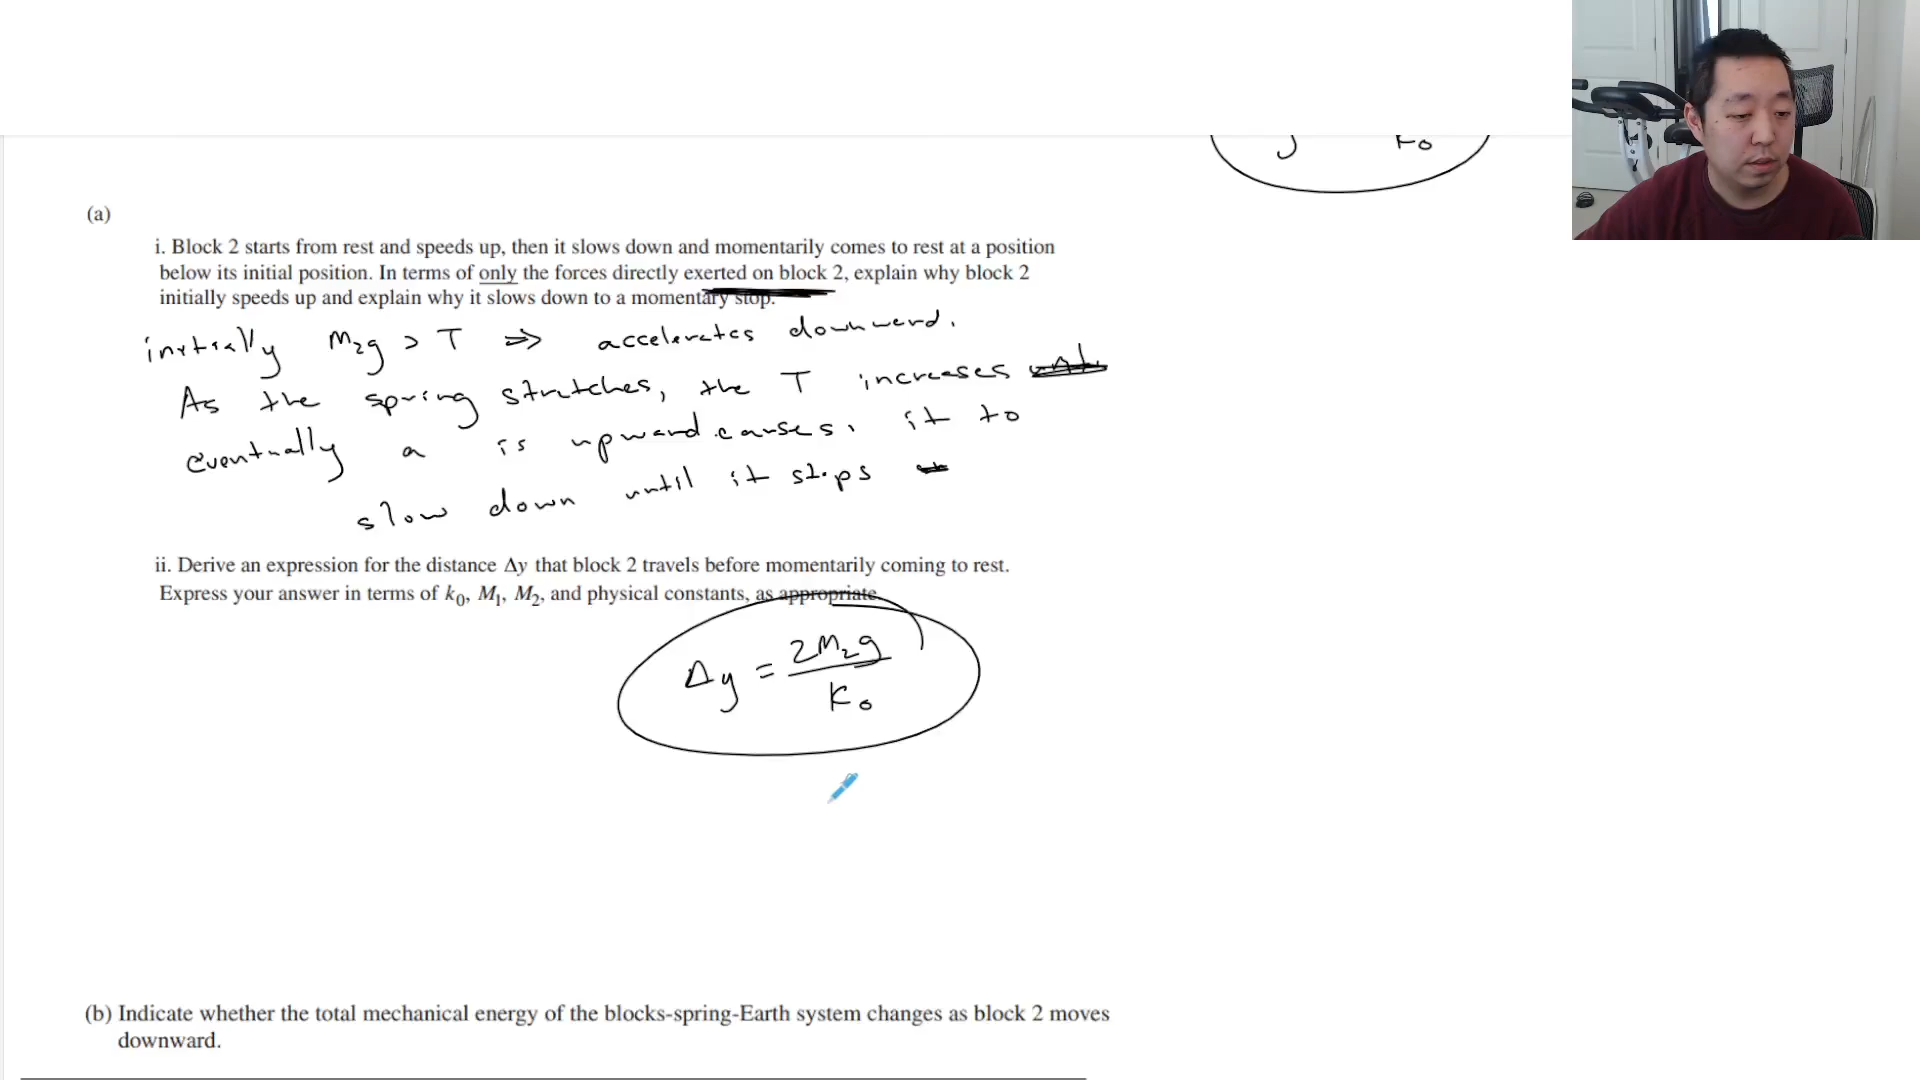 y k₀
(a)
i. Block 2 starts from rest and speeds up, then it slows down and momentarily comes to rest at a position
below its initial position. In terms of only the forces directly exerted on block 2, explain why block 2
initially speeds up and explain why it slows down to a momentary stop.
initially M₂g > T ⇒ accelerates downward.
As the spring stretches, the T increases
eventually a is upward causes it to
slow down until it stops
ii. Derive an expression for the distance Δy that block 2 travels before momentarily coming to rest.
Express your answer in terms of k₀, M₁, M₂, and physical constants, as appropriate.
Δy = 2M₂g / k₀
(b) Indicate whether the total mechanical energy of the blocks-spring-Earth system changes as block 2 moves
downward.